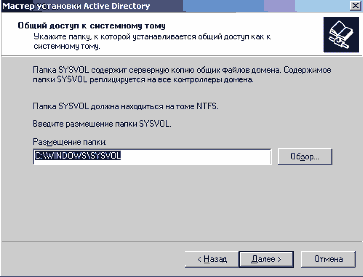 Мастер установки Active Directory
Общий доступ к системному тому
Укажите папку, к которой устанавливается общий доступ как к
системному тому.
Папка SYSVOL содержит серверную копию общих файлов домена. Содержимое
папки SYSVOL реплицируется на все контроллеры домена.
Папка SYSVOL должна находиться на томе NTFS.
Введите размещение папки SYSVOL.
Размещение папки:
C:\WINDOWS\SYSVOL
Обзор...
< Назад
Далее >
Отмена